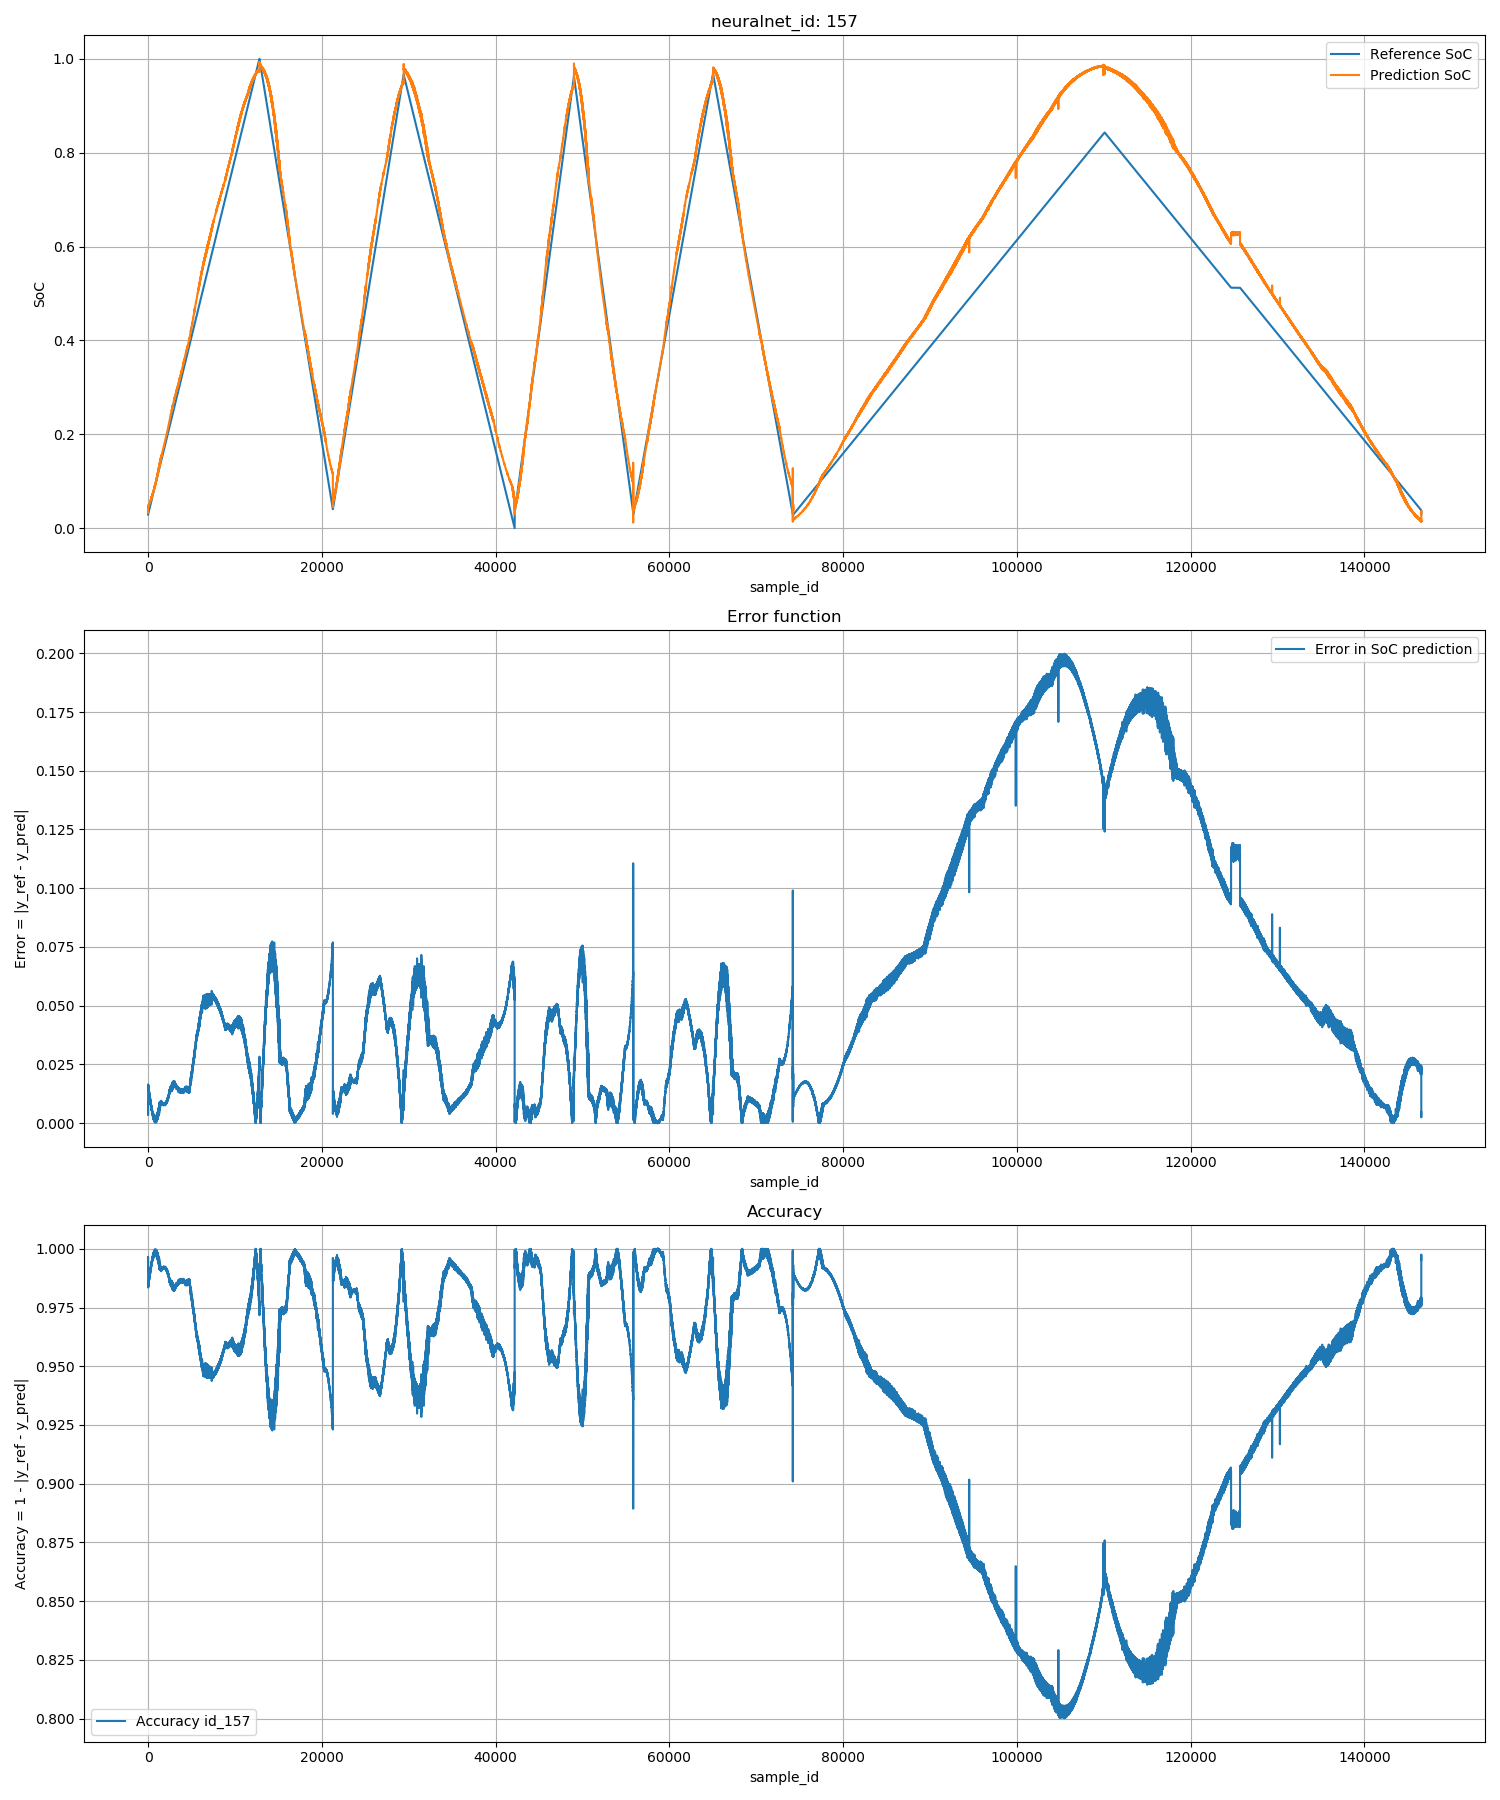 neuralnet_id: 157
Reference SoC
Prediction SoC
SoC
1.0
0.8
0.6
0.4
0.2
0.0
0 20000 40000 60000 80000 100000 120000 140000
sample_id
Error function
Error in SoC prediction
Error = |y_ref - y_pred|
0.200
0.175
0.150
0.125
0.100
0.075
0.050
0.025
0.000
0 20000 40000 60000 80000 100000 120000 140000
sample_id
Accuracy
Accuracy = 1 - |y_ref - y_pred|
1.000
0.975
0.950
0.925
0.900
0.875
0.850
0.825
0.800
Accuracy id_157
0 20000 40000 60000 80000 100000 120000 140000
sample_id